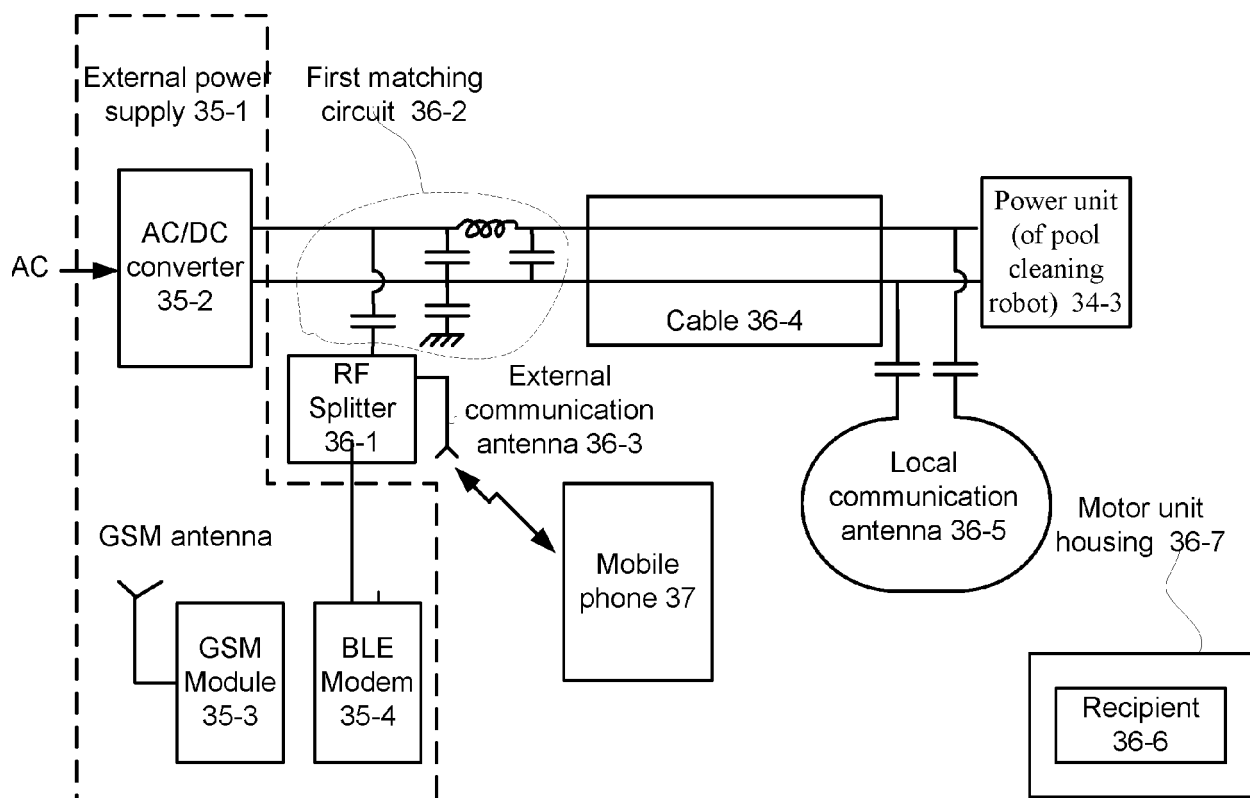 External power
supply 35-1
First matching
circuit 36-2
AC
AC/DC
converter
35-2
Power unit
(of pool
cleaning
robot) 34-3
Cable 36-4
RF
Splitter
36-1
External
communication
antenna 36-3
Local
communication
antenna 36-5
Motor unit
housing 36-7
GSM antenna
Mobile
phone 37
GSM
Module
35-3
BLE
Modem
35-4
Recipient
36-6